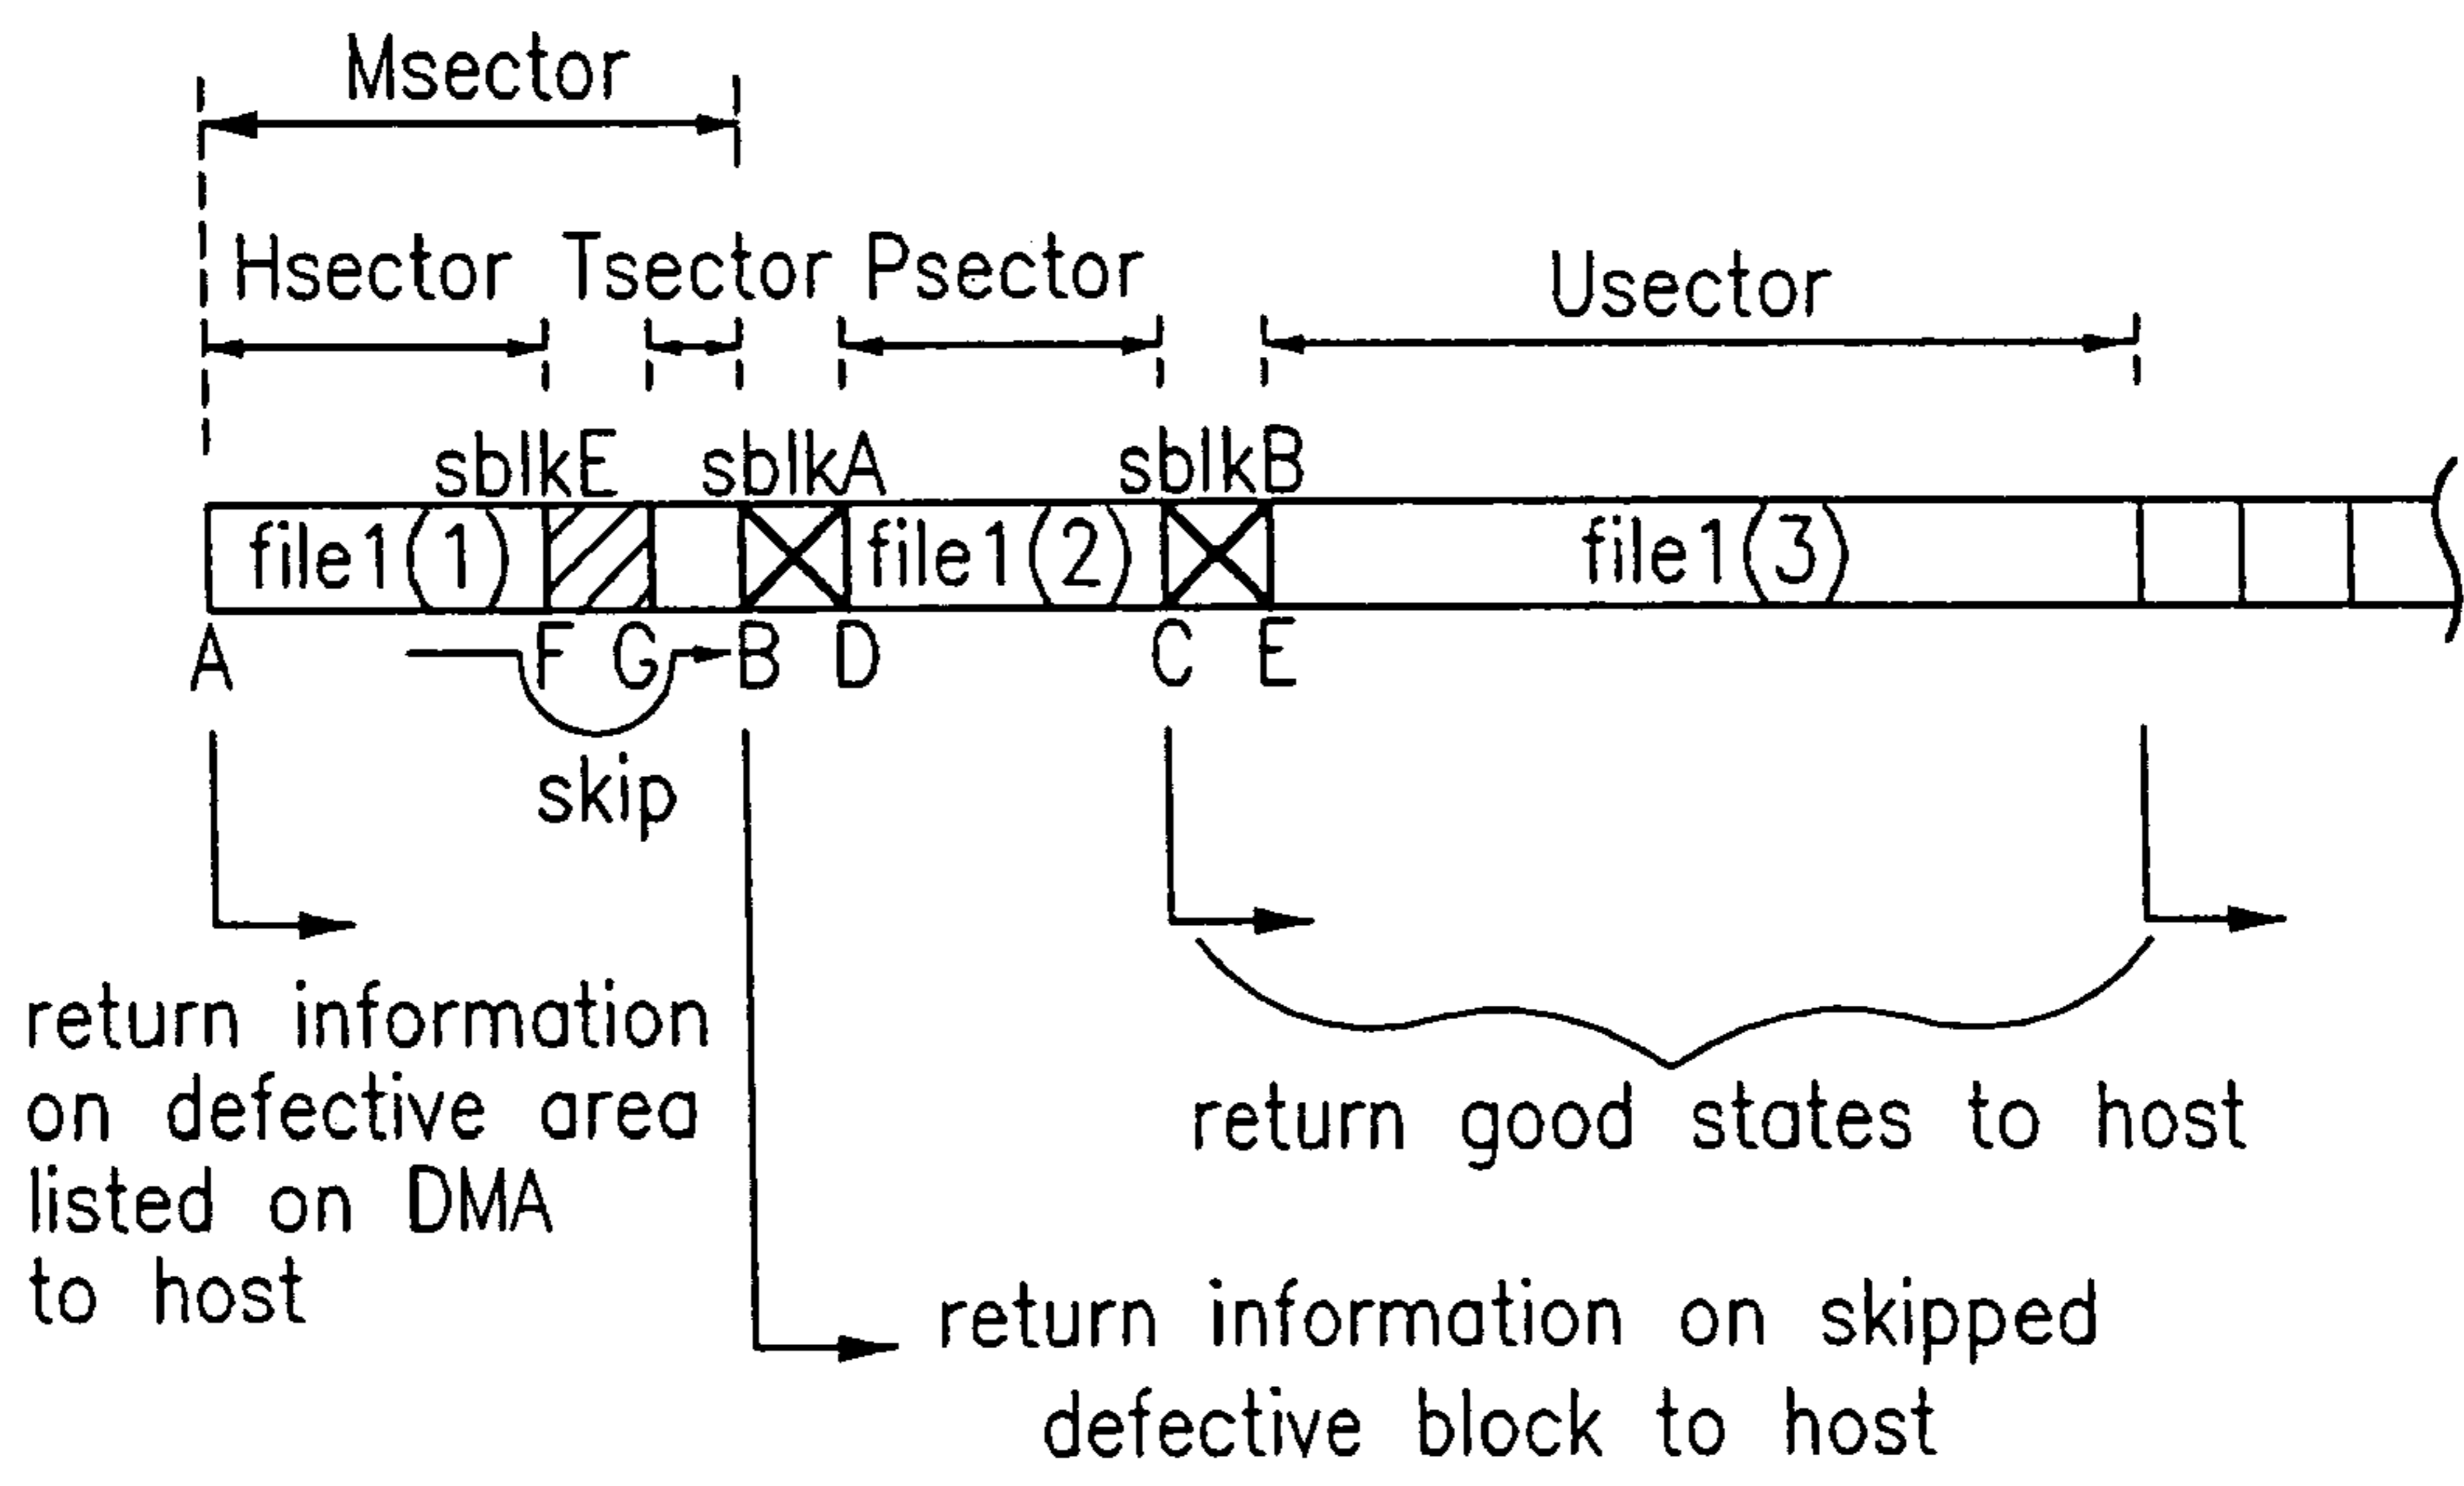 Msector
Hsector Tsector Psector Usector
sblkE sblkA sblkB
file1(1) file1(2) file1(3)
A F G B D C E
skip
return information
on defective area
listed on DMA
to host
return good states to host
return information on skipped
defective block to host